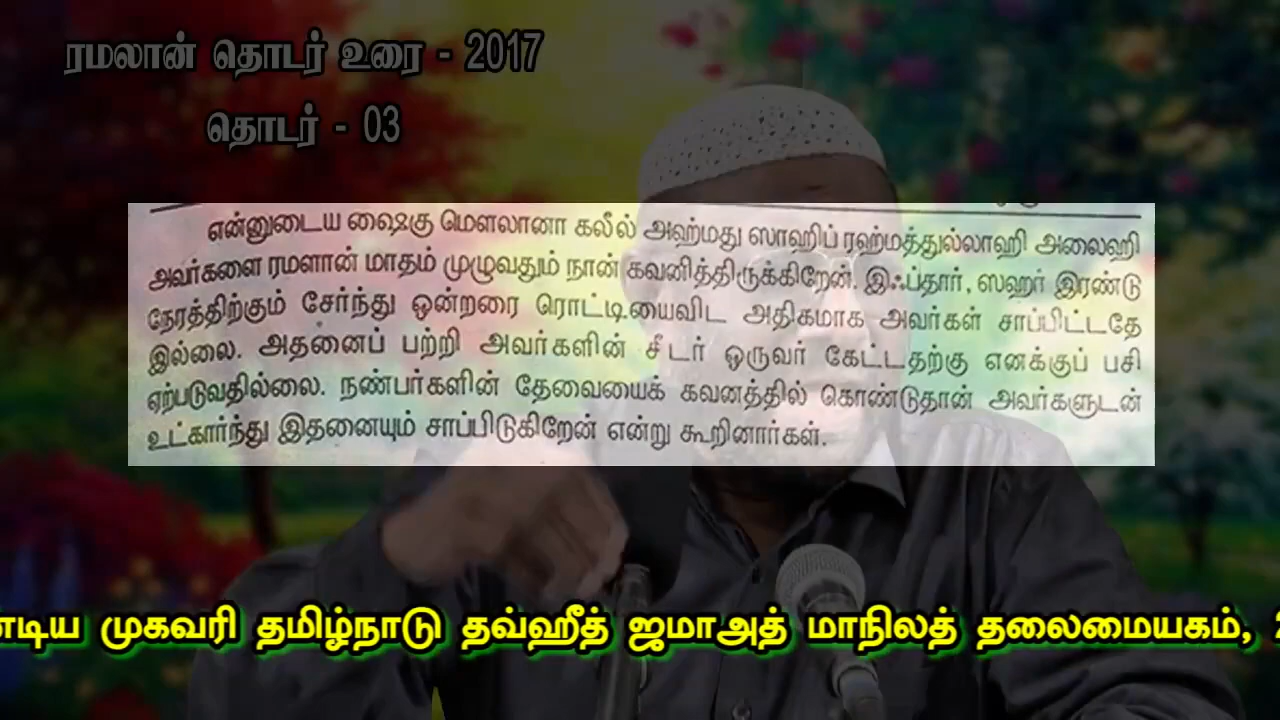 ரமலான் தொடர் உரை - 2017
தொடர் - 03
என்னுடைய ஷைகு மௌலானா கலீல் அஹ்மது ஸாஹிப் ரஹ்மத்துல்லாஹி அலைஹி
அவர்களை ரமளான் மாதம் முழுவதும் நான் கவனித்திருக்கிறேன். இஃப்தார், ஸஹர் இரண்டு
நேரத்திற்கும் சேர்ந்து ஒன்றரை ரொட்டியைவிட அதிகமாக அவர்கள் சாப்பிட்டதே
இல்லை. அதனைப் பற்றி அவர்களின் சீடர் ஒருவர் கேட்டதற்கு எனக்குப் பசி
ஏற்படுவதில்லை. நண்பர்களின் தேவையைக் கவனத்தில் கொண்டுதான் அவர்களுடன்
உட்கார்ந்து இதனையும் சாப்பிடுகிறேன் என்று கூறினார்கள்.
முகவரி தமிழ்நாடு தவ்ஹீத் ஜமாஅத் மாநிலத் தலைமையகம்,